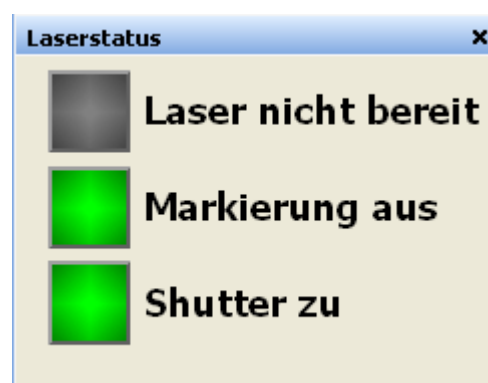 Laserstatus
Laser nicht bereit
Markierung aus
Shutter zu